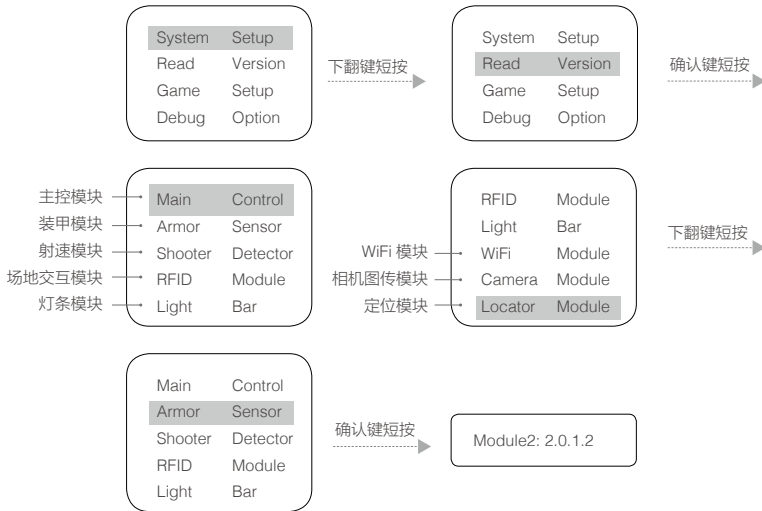 System Setup
Read Version
Game Setup
Debug Option
下翻键短按
System Setup
Read Version
Game Setup
Debug Option
确认键短按
主控模块
装甲模块
射速模块
场地交互模块
灯条模块
Main Control
Armor Sensor
Shooter Detector
RFID Module
Light Bar
WiFi 模块
相机图传模块
定位模块
RFID Module
Light Bar
WiFi Module
Camera Module
Locator Module
下翻键短按
Main Control
Armor Sensor
Shooter Detector
RFID Module
Light Bar
确认键短按
Module2: 2.0.1.2